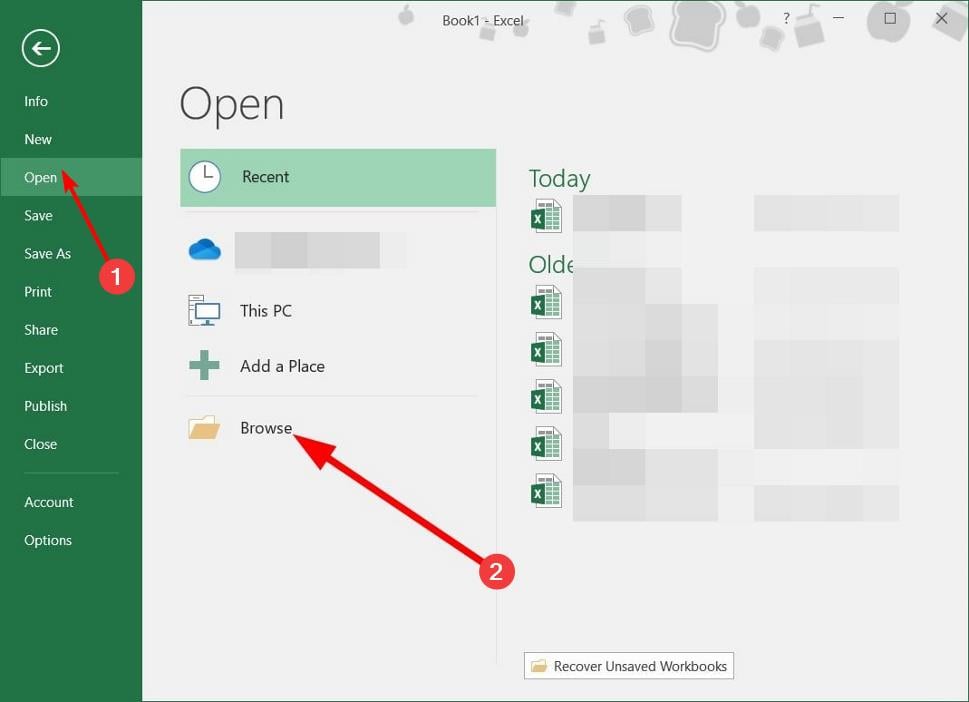 Book1 - Excel
?
Info
New
Open
Save
Save As
Print
Share
Export
Publish
Close
Account
Options
1
Open
Recent
This PC
Add a Place
Browse
2
Today
Olde
Recover Unsaved Workbooks